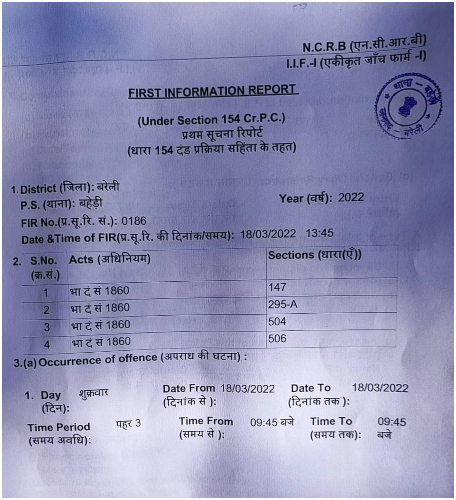 N.C.R.B (एन.सी.आर.बी)
I.I.F.-I (एकीकृत जाँच फार्म -I)
थाना - बहेड़ी
जनपद - बरेली
FIRST INFORMATION REPORT
(Under Section 154 Cr.P.C.)
प्रथम सूचना रिपोर्ट
(धारा 154 दंड प्रक्रिया सहिंता के तहत)
1. District (जिला): बरेली
P.S. (थाना): बहेड़ी Year (वर्ष): 2022
FIR No.(प्र.सू.रि. सं.): 0186
Date &Time of FIR(प्र.सू.रि. की दिनांक/समय): 18/03/2022 13:45
2. S.No. Acts (अधिनियम) Sections (धारा(एँ))
(क्र.सं.)
1 भा दं सं 1860 147
2 भा दं सं 1860 295-A
3 भा दं सं 1860 504
4 भा दं सं 1860 506
3.(a) Occurrence of offence (अपराध की घटना) :
1. Day शुक्रवार Date From 18/03/2022 Date To 18/03/2022
(दिन): (दिनांक से ): (दिनांक तक ):
Time Period पहर 3 Time From 09:45 बजे Time To 09:45
(समय अवधि): (समय से ): (समय तक): बजे